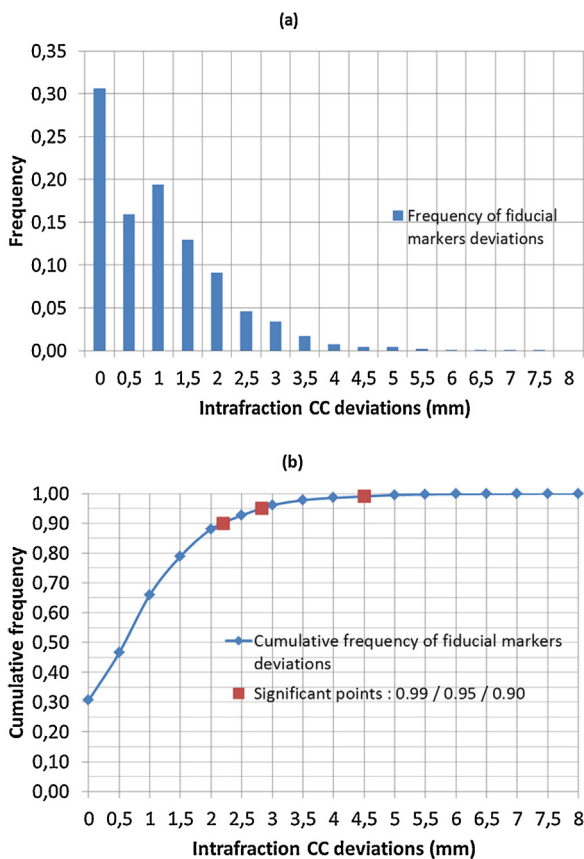 (a)
0,35
0,30
0,25
0,20
0,15
0,10
0,05
0,00
Frequency
Frequency of fiducial
markers deviations
0 0,5 1 1,5 2 2,5 3 3,5 4 4,5 5 5,5 6 6,5 7 7,5 8
Intrafraction CC deviations (mm)
(b)
1,00
0,90
0,80
0,70
0,60
0,50
0,40
0,30
0,20
0,10
0,00
Cumulative frequency
Cumulative frequency of fiducial markers
deviations
Significant points : 0.99 / 0.95 / 0.90
0 0,5 1 1,5 2 2,5 3 3,5 4 4,5 5 5,5 6 6,5 7 7,5 8
Intrafraction CC deviations (mm)